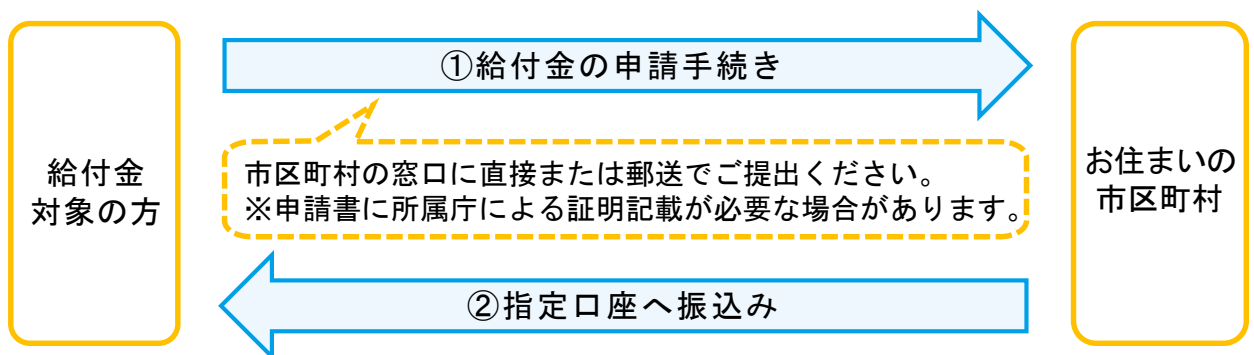 給付金
対象の方
①給付金の申請手続き
市区町村の窓口に直接または郵送でご提出ください。
※申請書に所属庁による証明記載が必要な場合があります。
②指定口座へ振込み
お住まいの
市区町村